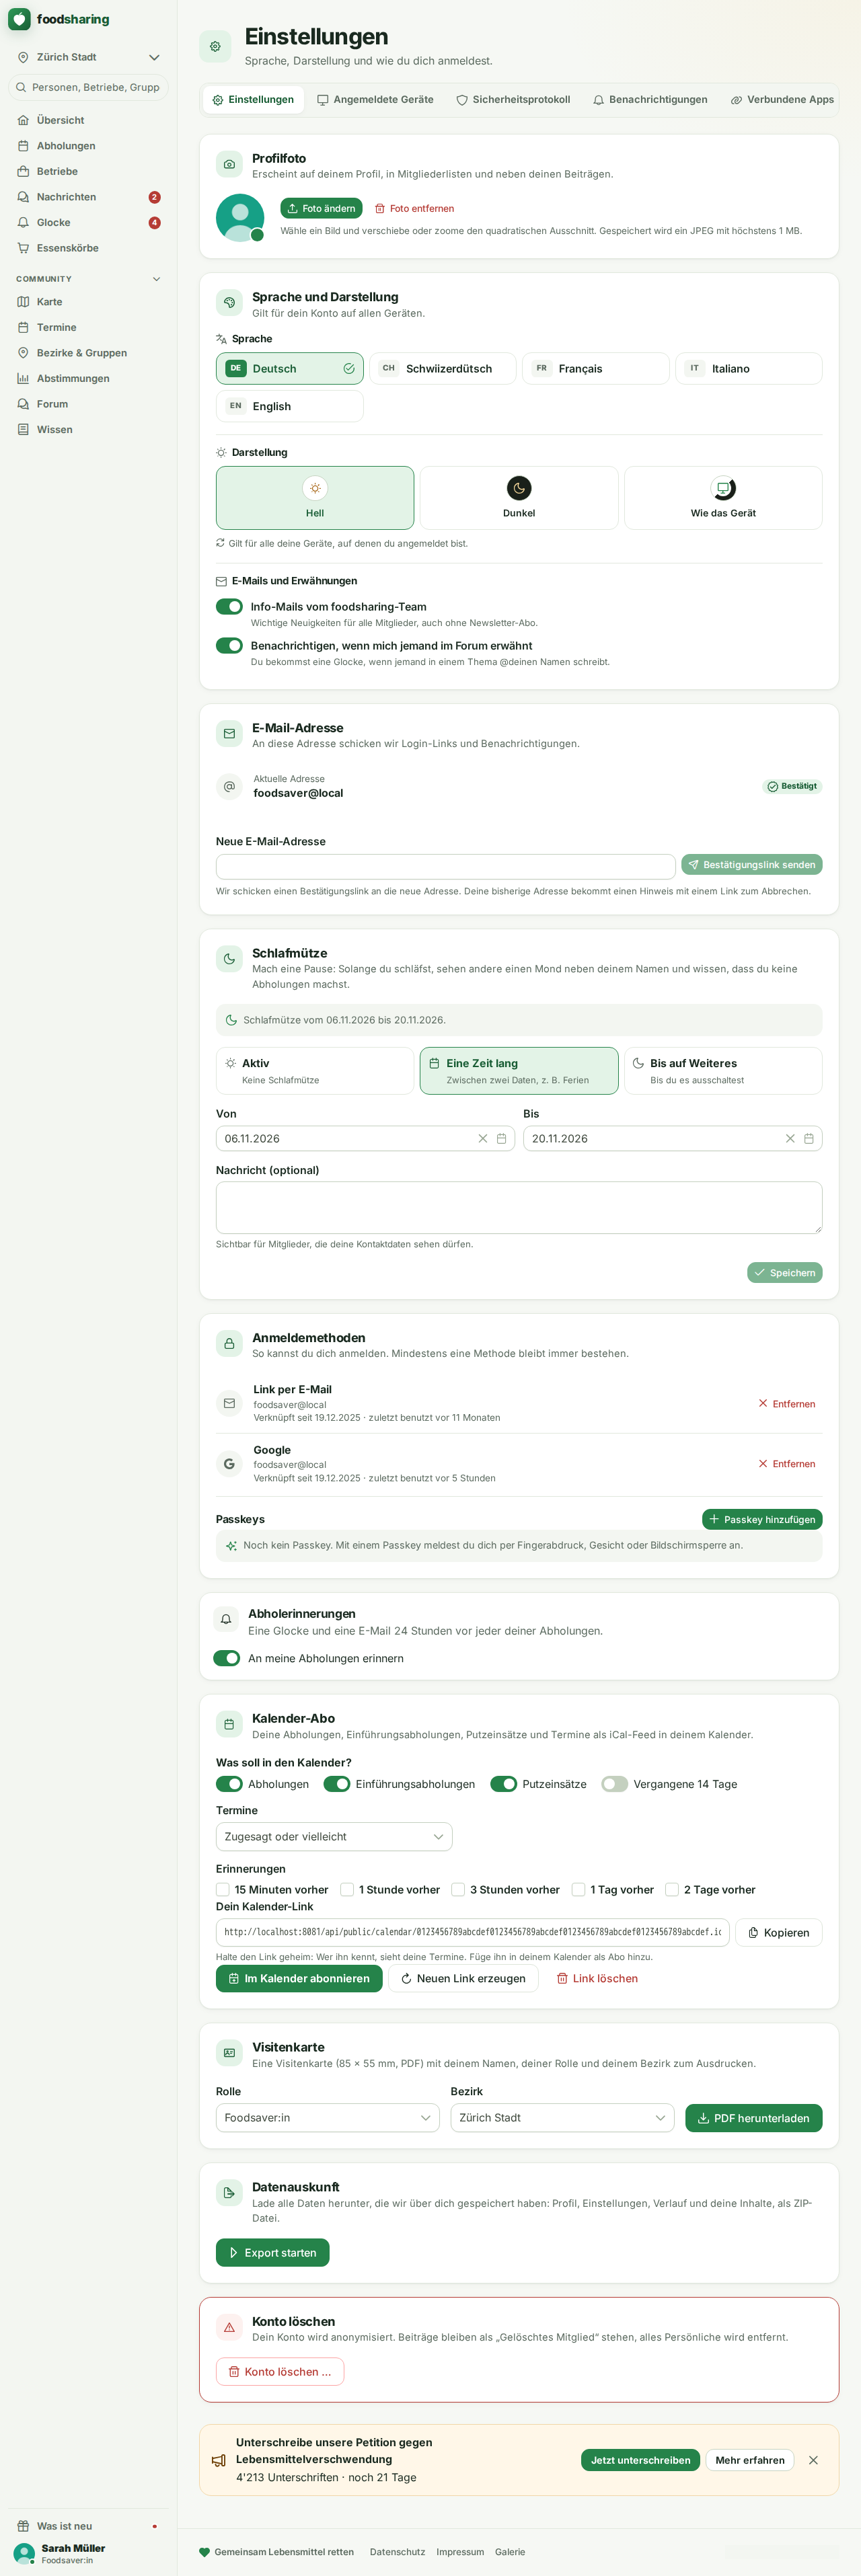 foodsharing
Zürich Stadt
Personen, Betriebe, Grupp
Übersicht
Abholungen
Betriebe
Nachrichten 2
Glocke 4
Essenskörbe
COMMUNITY
Karte
Termine
Bezirke & Gruppen
Abstimmungen
Forum
Wissen
Was ist neu
Sarah Müller
Foodsaver:in
Einstellungen
Sprache, Darstellung und wie du dich anmeldest.
Einstellungen Angemeldete Geräte Sicherheitsprotokoll Benachrichtigungen Verbundene Apps
Profilfoto
Erscheint auf deinem Profil, in Mitgliederlisten und neben deinen Beiträgen.
Foto ändern Foto entfernen
Wähle ein Bild und verschiebe oder zoome den quadratischen Ausschnitt. Gespeichert wird ein JPEG mit höchstens 1 MB.
Sprache und Darstellung
Gilt für dein Konto auf allen Geräten.
Sprache
DE Deutsch CH Schwiizerdütsch FR Français IT Italiano
EN English
Darstellung
Hell Dunkel Wie das Gerät
Gilt für alle deine Geräte, auf denen du angemeldet bist.
E-Mails und Erwähnungen
Info-Mails vom foodsharing-Team
Wichtige Neuigkeiten für alle Mitglieder, auch ohne Newsletter-Abo.
Benachrichtigen, wenn mich jemand im Forum erwähnt
Du bekommst eine Glocke, wenn jemand in einem Thema @deinen Namen schreibt.
E-Mail-Adresse
An diese Adresse schicken wir Login-Links und Benachrichtigungen.
Aktuelle Adresse
foodsaver@local Bestätigt
Neue E-Mail-Adresse
Bestätigungslink senden
Wir schicken einen Bestätigungslink an die neue Adresse. Deine bisherige Adresse bekommt einen Hinweis mit einem Link zum Abbrechen.
Schlafmütze
Mach eine Pause: Solange du schläfst, sehen andere einen Mond neben deinem Namen und wissen, dass du keine
Abholungen machst.
Schlafmütze vom 06.11.2026 bis 20.11.2026.
Aktiv Eine Zeit lang Bis auf Weiteres
Keine Schlafmütze Zwischen zwei Daten, z. B. Ferien Bis du es ausschaltest
Von Bis
06.11.2026 20.11.2026
Nachricht (optional)
Sichtbar für Mitglieder, die deine Kontaktdaten sehen dürfen.
Speichern
Anmeldemethoden
So kannst du dich anmelden. Mindestens eine Methode bleibt immer bestehen.
Link per E-Mail
foodsaver@local
Verknüpft seit 19.12.2025 · zuletzt benutzt vor 11 Monaten
Entfernen
Google
foodsaver@local
Verknüpft seit 19.12.2025 · zuletzt benutzt vor 5 Stunden
Entfernen
Passkeys Passkey hinzufügen
Noch kein Passkey. Mit einem Passkey meldest du dich per Fingerabdruck, Gesicht oder Bildschirmsperre an.
Abholerinnerungen
Eine Glocke und eine E-Mail 24 Stunden vor jeder deiner Abholungen.
An meine Abholungen erinnern
Kalender-Abo
Deine Abholungen, Einführungsabholungen, Putzeinsätze und Termine als iCal-Feed in deinem Kalender.
Was soll in den Kalender?
Abholungen Einführungsabholungen Putzeinsätze Vergangene 14 Tage
Termine
Zugesagt oder vielleicht
Erinnerungen
15 Minuten vorher 1 Stunde vorher 3 Stunden vorher 1 Tag vorher 2 Tage vorher
Dein Kalender-Link
http://localhost:8081/api/public/calendar/0123456789abcdef0123456789abcdef0123456789abcdef0123456789abcdef.ic Kopieren
Halte den Link geheim: Wer ihn kennt, sieht deine Termine. Füge ihn in deinem Kalender als Abo hinzu.
Im Kalender abonnieren Neuen Link erzeugen Link löschen
Visitenkarte
Eine Visitenkarte (85 × 55 mm, PDF) mit deinem Namen, deiner Rolle und deinem Bezirk zum Ausdrucken.
Rolle Bezirk
Foodsaver:in Zürich Stadt PDF herunterladen
Datenauskunft
Lade alle Daten herunter, die wir über dich gespeichert haben: Profil, Einstellungen, Verlauf und deine Inhalte, als ZIP-
Datei.
Export starten
Konto löschen
Dein Konto wird anonymisiert. Beiträge bleiben als „Gelöschtes Mitglied“ stehen, alles Persönliche wird entfernt.
Konto löschen ...
Unterschreibe unsere Petition gegen
Lebensmittelverschwendung
4'213 Unterschriften · noch 21 Tage
Jetzt unterschreiben Mehr erfahren
Gemeinsam Lebensmittel retten Datenschutz Impressum Galerie